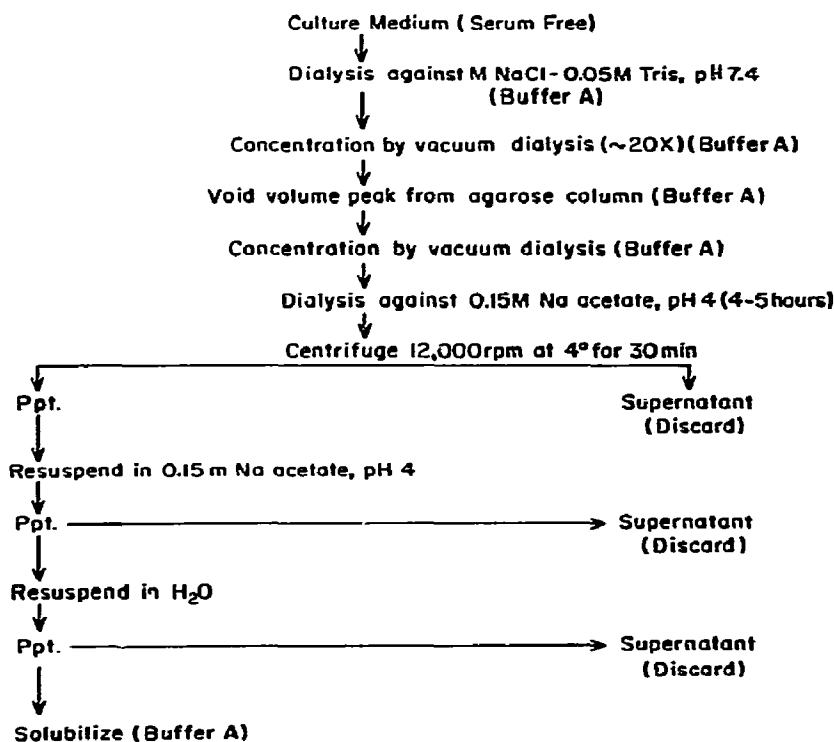 Culture Medium (Serum Free)
Dialysis against M NaCl-0.05M Tris, pH 7.4
(Buffer A)
Concentration by vacuum dialysis (~20X)(Buffer A)
Void volume peak from agarose column (Buffer A)
Concentration by vacuum dialysis (Buffer A)
Dialysis against 0.15M Na acetate, pH 4 (4-5 hours)
Centrifuge 12,000 rpm at 4° for 30 min
Ppt. Supernatant
(Discard)
Resuspend in 0.15 m Na acetate, pH 4
Ppt. Supernatant
(Discard)
Resuspend in H₂O
Ppt. Supernatant
(Discard)
Solubilize (Buffer A)